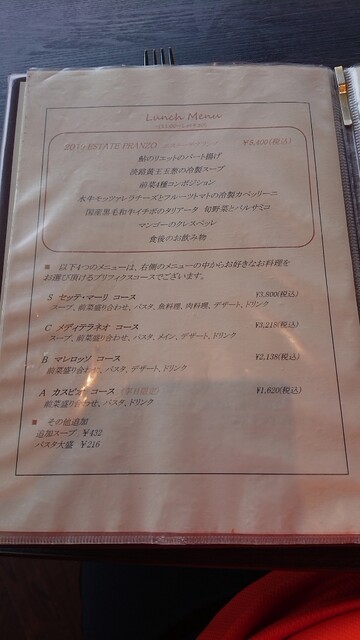 Lunch Menu
ESTATE PRANZO ¥5,400(税込)
鮎のリエットのパート揚げ
淡路黄王玉葱の冷製スープ
前菜4種コンポジション
水牛モッツァレラチーズとフルーツトマトの冷製カペッリーニ
国産黒毛和牛イチボのタリアータ 旬野菜とバルサミコ
マンゴーのクレスペッレ
食後のお飲み物
■ 以下4つのメニューは、右側のメニューの中からお好きなお料理を
お選び頂けるプリフィクスコースでございます。
S セッテ・マーリ コース ¥3,800(税込)
スープ、前菜盛り合わせ、パスタ、魚料理、肉料理、デザート、ドリンク
C メディテラネオ コース ¥3,218(税込)
スープ、前菜盛り合わせ、パスタ、メイン、デザート、ドリンク
B マレロッソ コース ¥2,138(税込)
前菜盛り合わせ、パスタ、デザート、ドリンク
A カスピオ コース (平日限定) ¥1,620(税込)
前菜盛り合わせ、パスタ、ドリンク
■ その他追加
追加スープ ¥432
パスタ大盛 ¥216